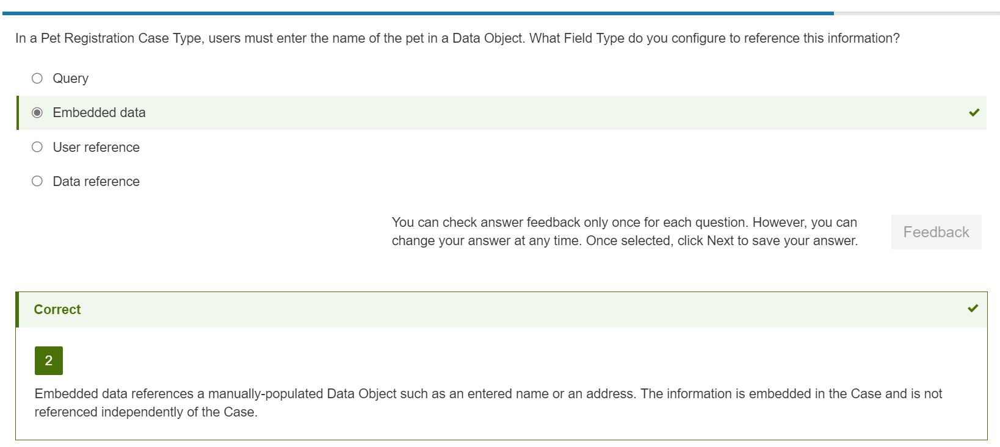 In a Pet Registration Case Type, users must enter the name of the pet in a Data Object. What Field Type do you configure to reference this information?
Query
Embedded data
User reference
Data reference
You can check answer feedback only once for each question. However, you can
change your answer at any time. Once selected, click Next to save your answer.
Feedback
Correct
2
Embedded data references a manually-populated Data Object such as an entered name or an address. The information is embedded in the Case and is not
referenced independently of the Case.